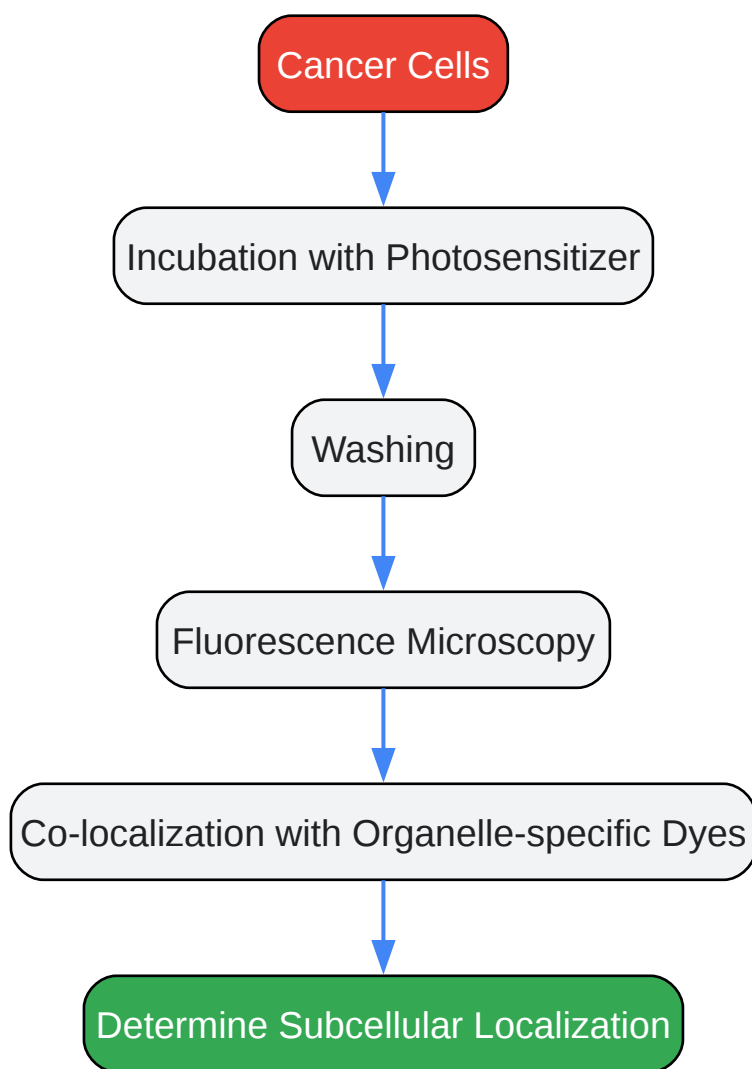 Cancer Cells
Incubation with Photosensitizer
Washing
Fluorescence Microscopy
Co-localization with Organelle-specific Dyes
Determine Subcellular Localization